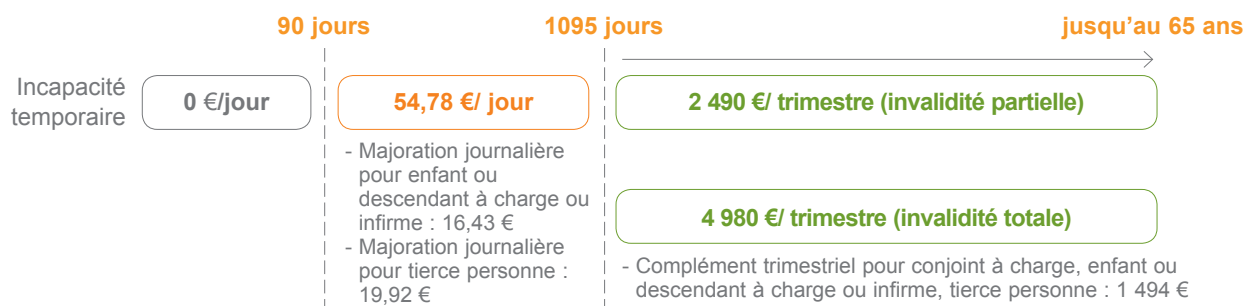 90 jours
1095 jours
jusqu'au 65 ans
Incapacité
temporaire
0 €/jour
54,78 €/ jour
2 490 €/ trimestre (invalidité partielle)
- Majoration journalière
pour enfant ou
descendant à charge ou
infirme : 16,43 €
- Majoration journalière
pour tierce personne :
19,92 €
4 980 €/ trimestre (invalidité totale)
- Complément trimestriel pour conjoint à charge, enfant ou
descendant à charge ou infirme, tierce personne : 1 494 €